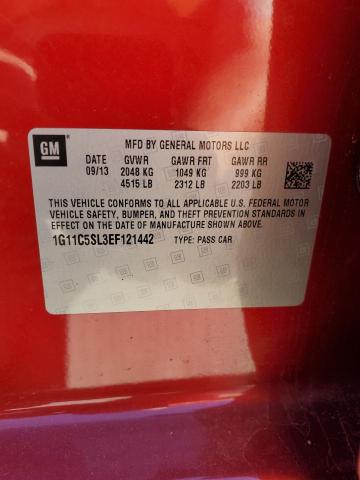 GM
MFD BY GENERAL MOTORS LLC
DATE GVWR GAWR FRT GAWR RR
09/13 2048 KG 1049 KG 999 KG
4515 LB 2312 LB 2203 LB
THIS VEHICLE CONFORMS TO ALL APPLICABLE U.S. FEDERAL MOTOR
VEHICLE SAFETY, BUMPER, AND THEFT PREVENTION STANDARDS IN
EFFECT ON THE DATE OF MANUFACTURE SHOWN ABOVE.
1G11C5SL3EF121442 TYPE: PASS CAR